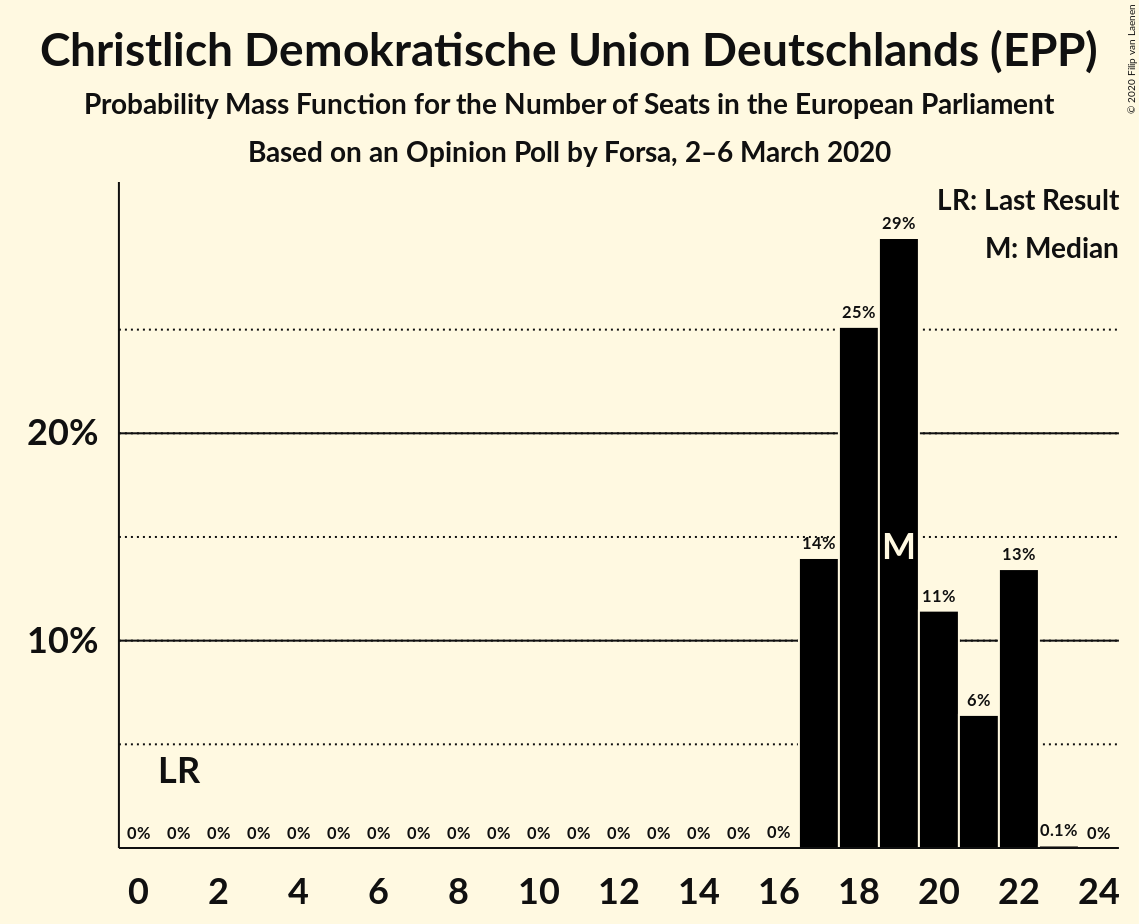 Christlich Demokratische Union Deutschlands (EPP)
Probability Mass Function for the Number of Seats in the European Parliament
Based on an Opinion Poll by Forsa, 2–6 March 2020
© 2020 Filip van Laenen
LR: Last Result
M: Median
29%
25%
20%
14%
M
13%
11%
10%
6%
LR
0% 0% 0% 0% 0% 0% 0% 0% 0% 0% 0% 0% 0% 0% 0% 0% 0% 0.1% 0%
0 2 4 6 8 10 12 14 16 18 20 22 24